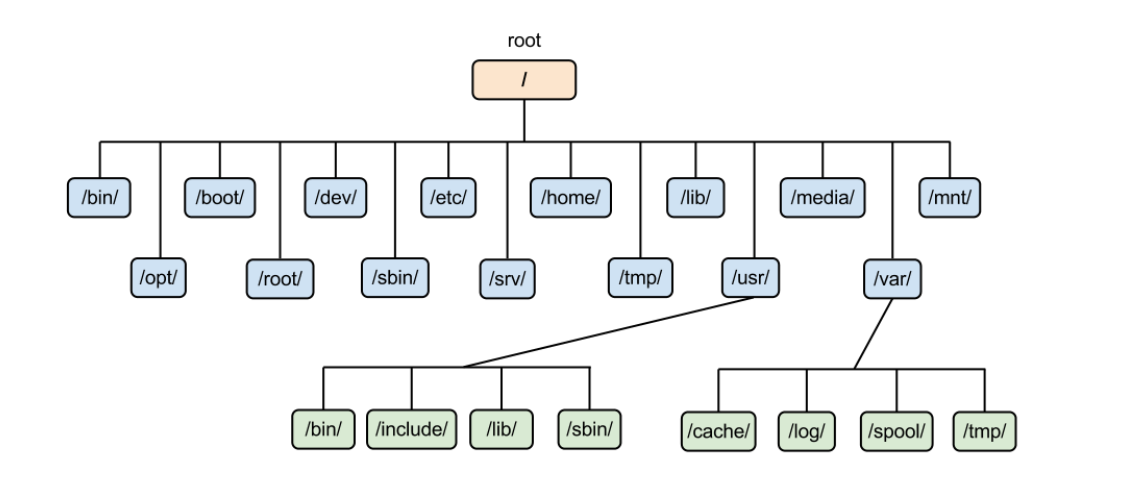 root
/
/bin/ /boot/ /dev/ /etc/ /home/ /lib/ /media/ /mnt/
/opt/ /root/ /sbin/ /srv/ /tmp/ /usr/ /var/
/bin/ /include/ /lib/ /sbin/ /cache/ /log/ /spool/ /tmp/